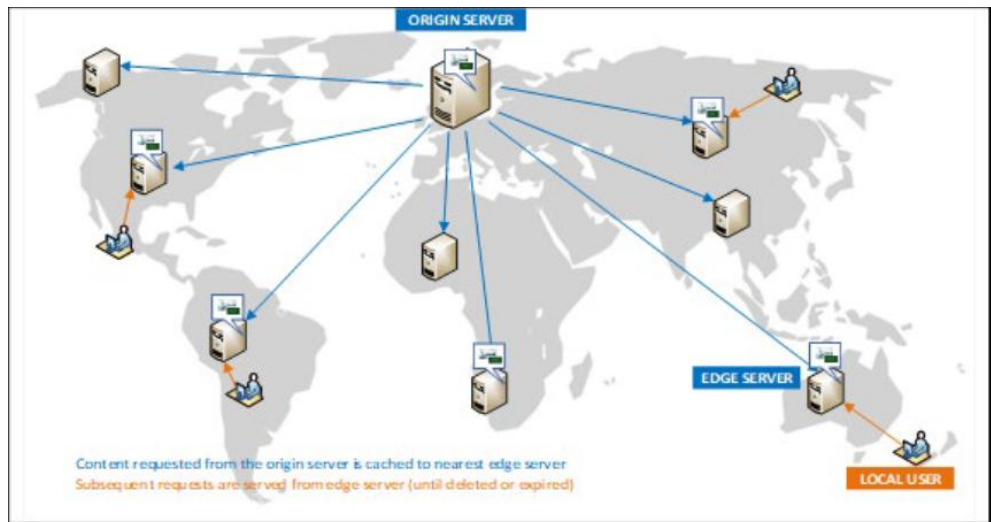 ORIGIN SERVER
EDGE SERVER
Content requested from the origin server is cached to nearest edge server
Subsequent requests are served from edge server (until deleted or expired)
LOCAL USER